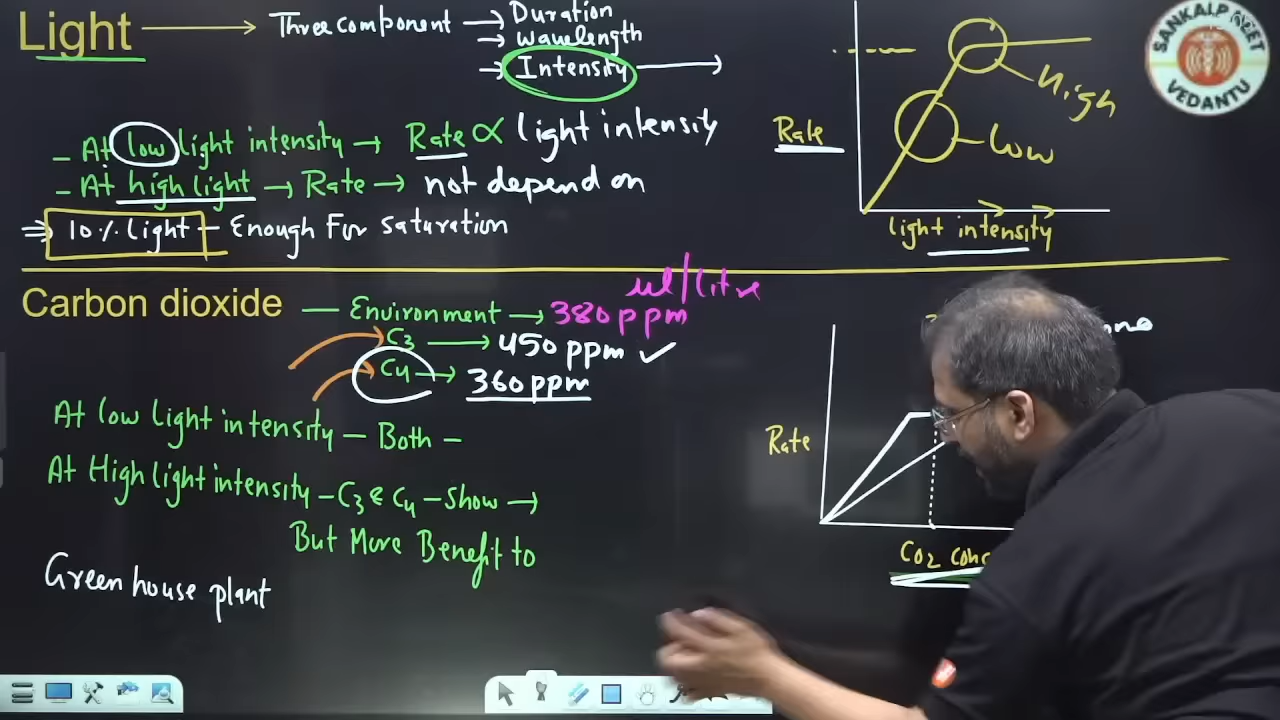 Light → Three component → Duration
→ Wavelength
→ Intensity →
- At low light intensity → Rate ∝ light intensity
- At high light → Rate → not depend on
⇒ 10% Light - Enough For saturation
Rate
High
Low
light intensity
SANKALP NEET
VEDANTU
Carbon dioxide — Environment → 380 ppm
ul/litre
C3 → 450 ppm ✓
C4 → 360 ppm
At low Light intensity - Both -
At High light intensity - C3 & C4 - Show →
But More Benefit to
Green house plant
Rate
CO2 conc